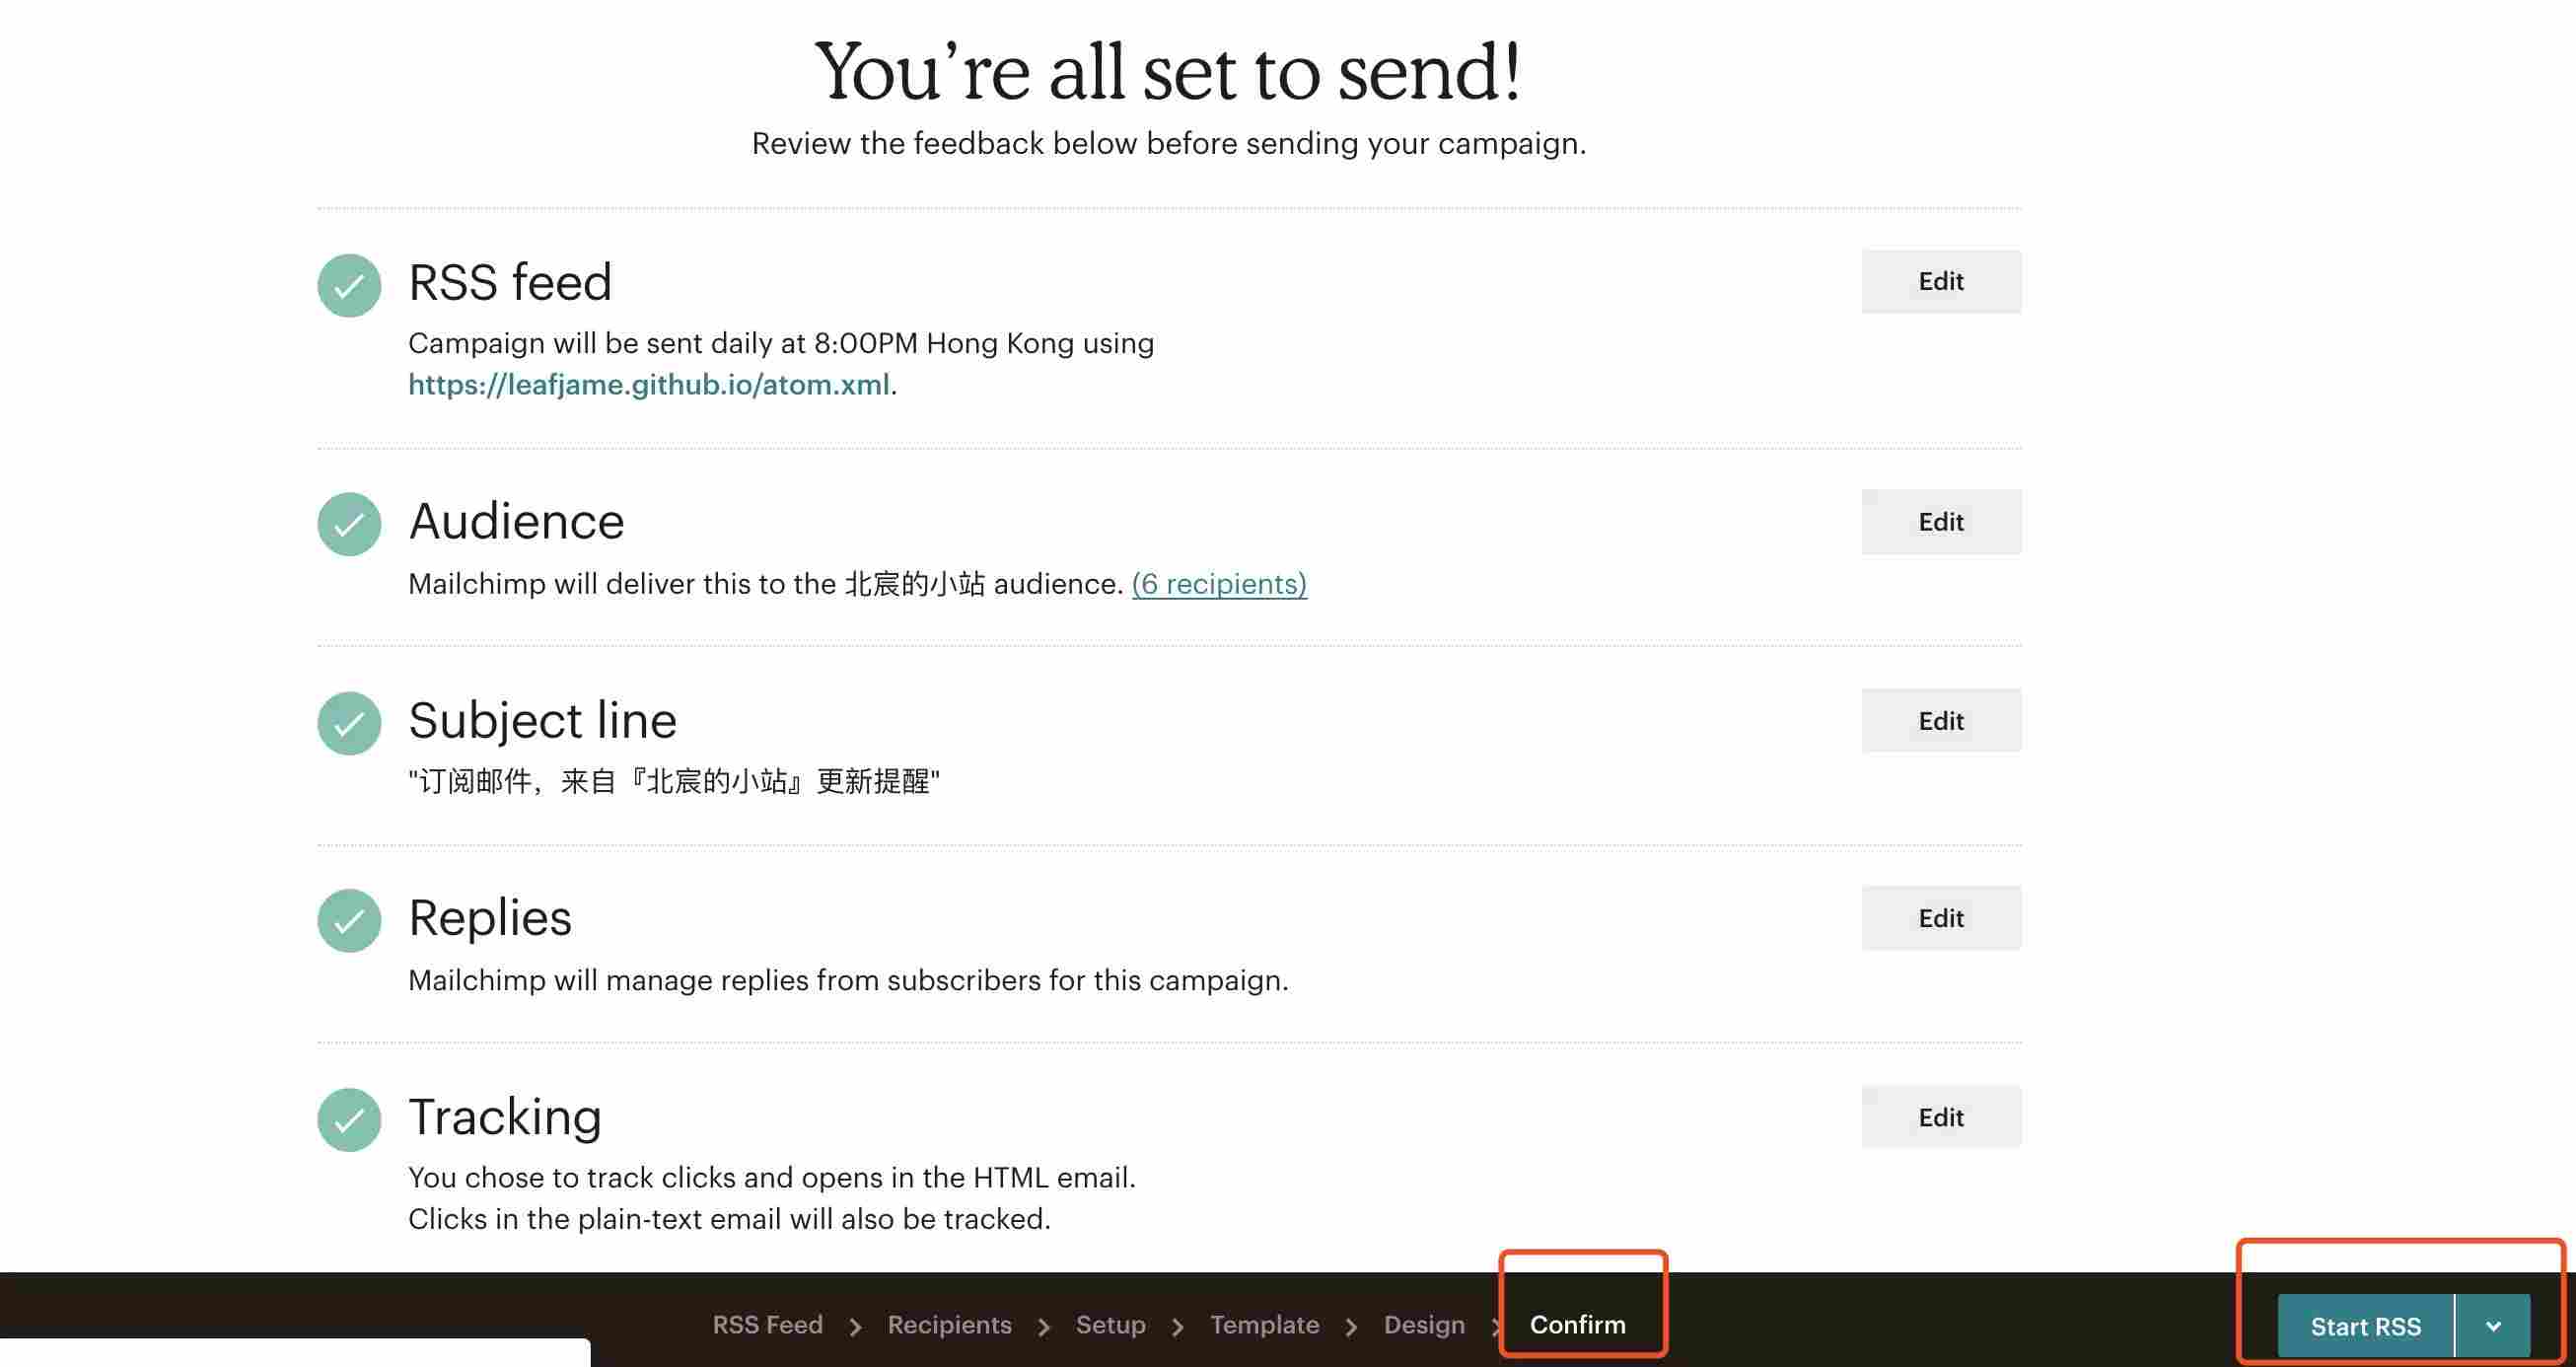 You’re all set to send!
Review the feedback below before sending your campaign.
RSS feed
Edit
Campaign will be sent daily at 8:00PM Hong Kong using
https://leafjame.github.io/atom.xml.
Audience
Edit
Mailchimp will deliver this to the 北宸的小站 audience. (6 recipients)
Subject line
Edit
"订阅邮件，来自『北宸的小站』更新提醒"
Replies
Edit
Mailchimp will manage replies from subscribers for this campaign.
Tracking
Edit
You chose to track clicks and opens in the HTML email.
Clicks in the plain-text email will also be tracked.
RSS Feed > Recipients > Setup > Template > Design > Confirm
Start RSS